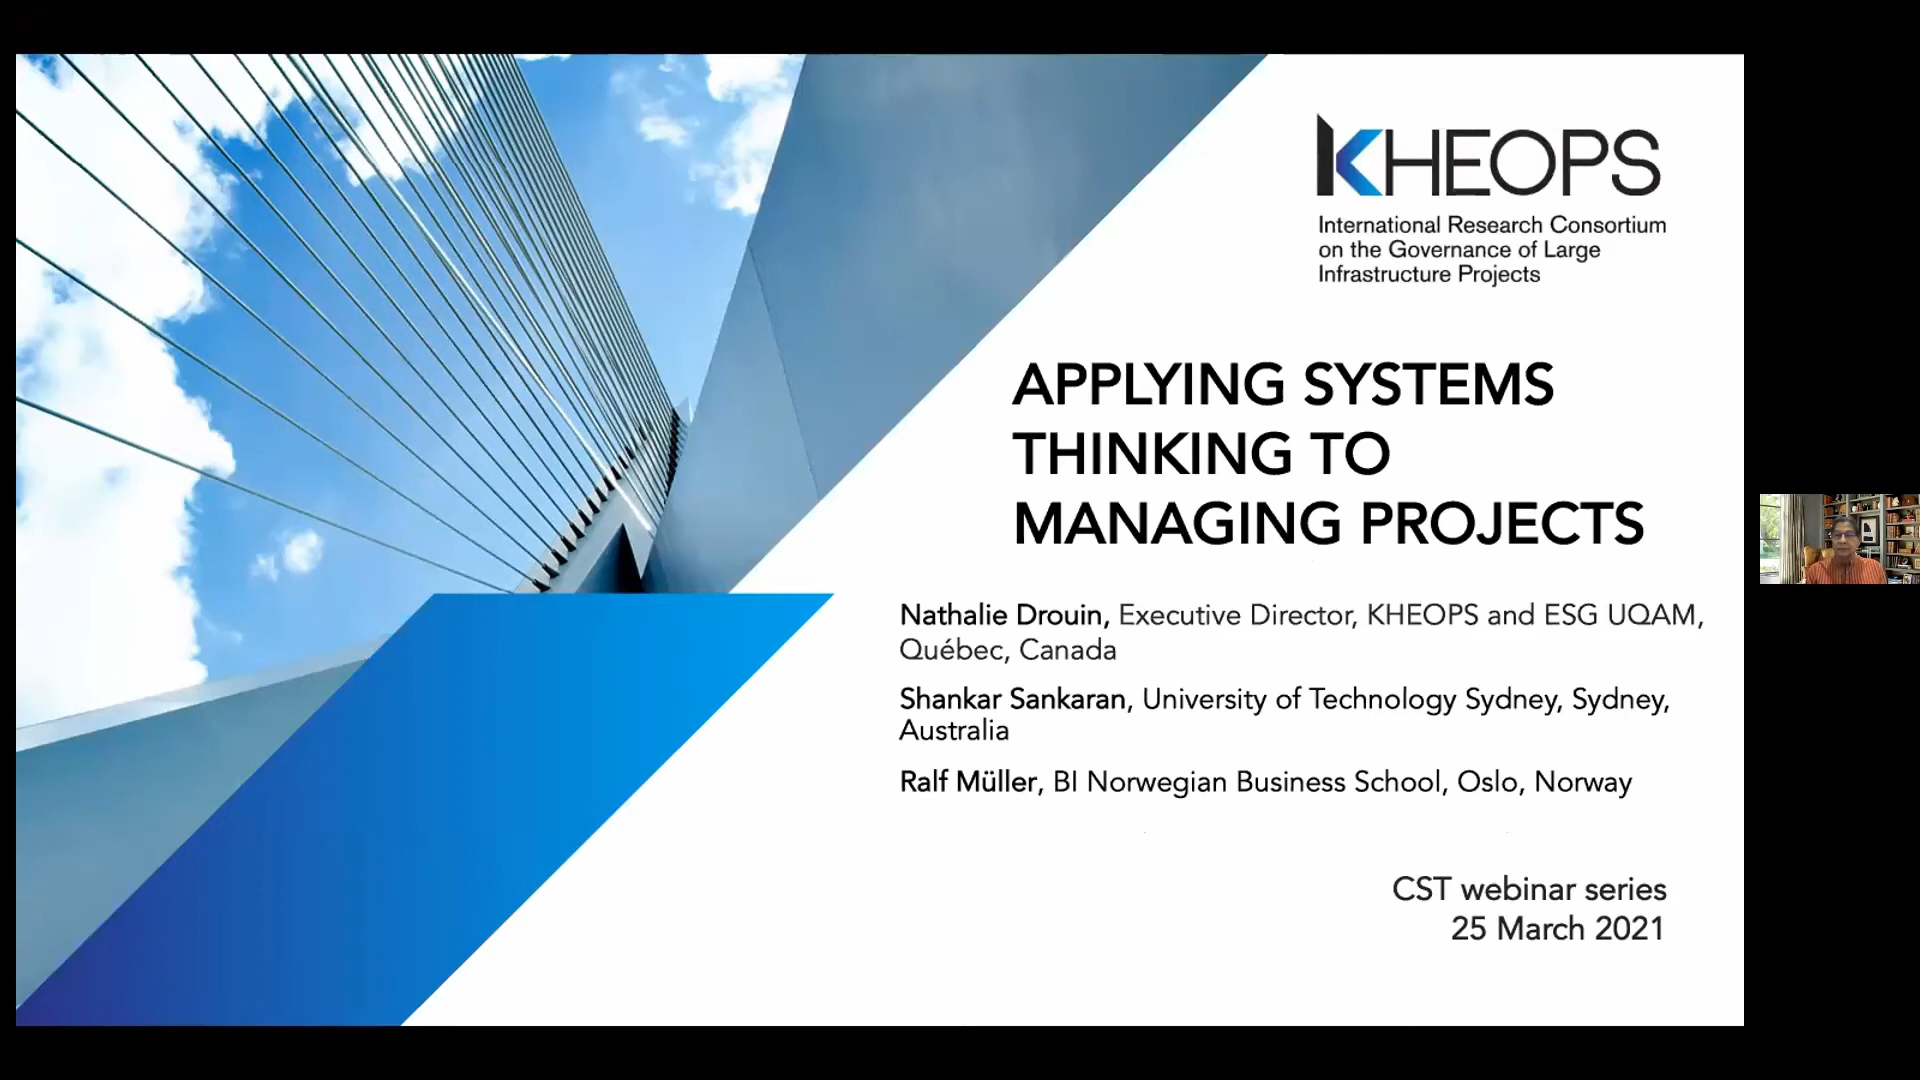 KHEOPS
International Research Consortium
on the Governance of Large
Infrastructure Projects
APPLYING SYSTEMS
THINKING TO
MANAGING PROJECTS
Nathalie Drouin, Executive Director, KHEOPS and ESG UQAM,
Québec, Canada
Shankar Sankaran, University of Technology Sydney, Sydney,
Australia
Ralf Müller, BI Norwegian Business School, Oslo, Norway
CST webinar series
25 March 2021